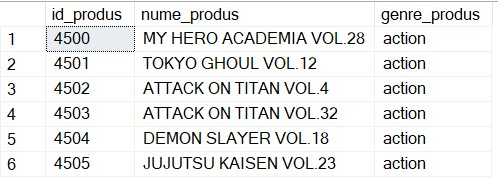 id_produs nume_produs genre_produs
1 4500 MY HERO ACADEMIA VOL.28 action
2 4501 TOKYO GHOUL VOL.12 action
3 4502 ATTACK ON TITAN VOL.4 action
4 4503 ATTACK ON TITAN VOL.32 action
5 4504 DEMON SLAYER VOL.18 action
6 4505 JUJUTSU KAISEN VOL.23 action